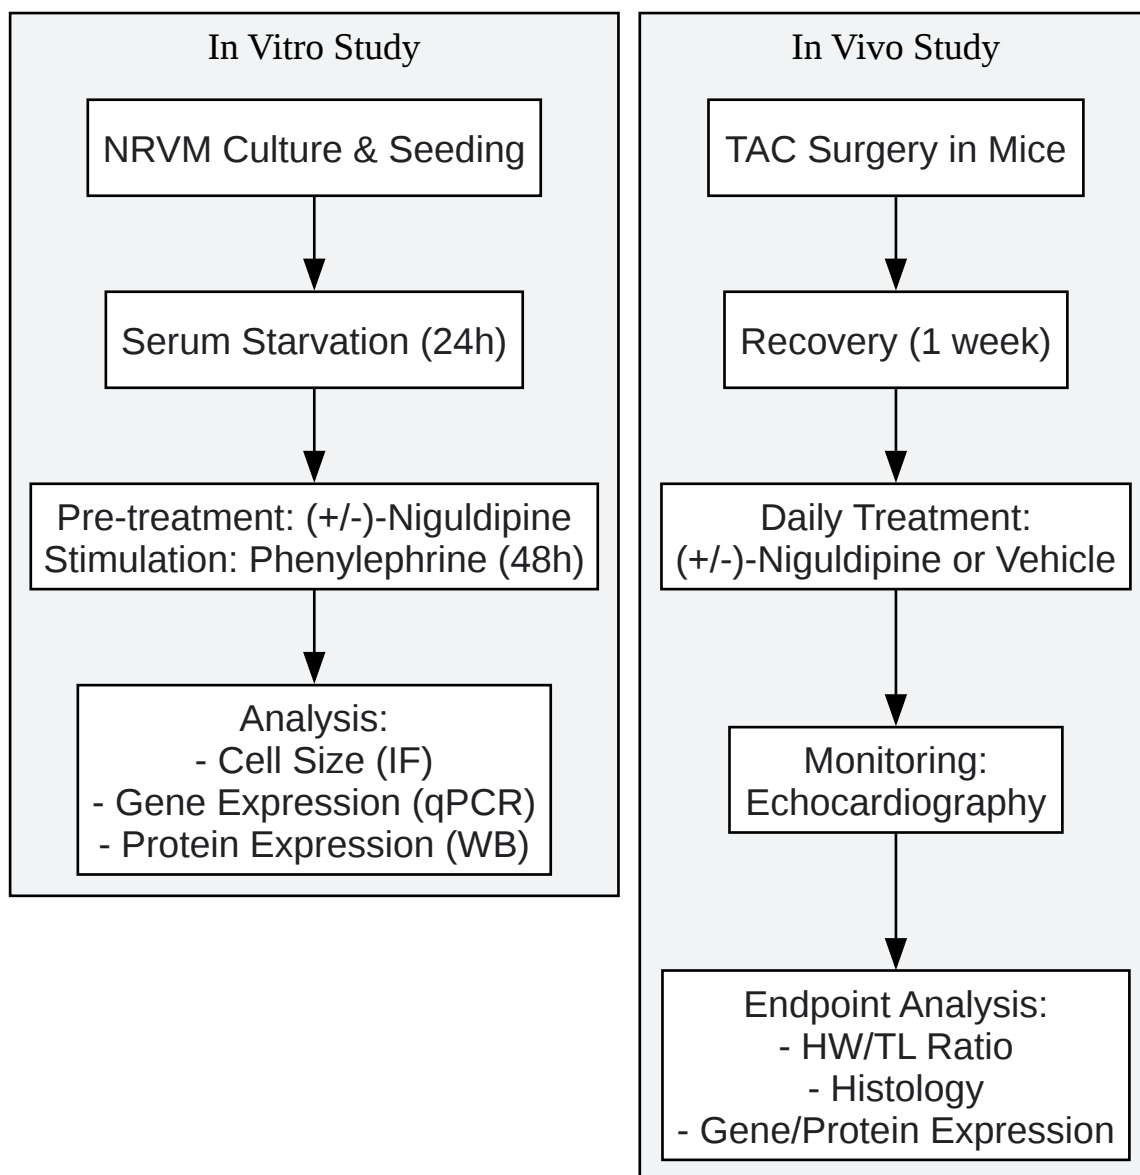 In Vitro Study
NRVM Culture & Seeding
Serum Starvation (24h)
Pre-treatment: (+/-)-Niguldipine
Stimulation: Phenylephrine (48h)
Analysis:
- Cell Size (IF)
- Gene Expression (qPCR)
- Protein Expression (WB)
In Vivo Study
TAC Surgery in Mice
Recovery (1 week)
Daily Treatment:
(+/-)-Niguldipine or Vehicle
Monitoring:
Echocardiography
Endpoint Analysis:
- HW/TL Ratio
- Histology
- Gene/Protein Expression